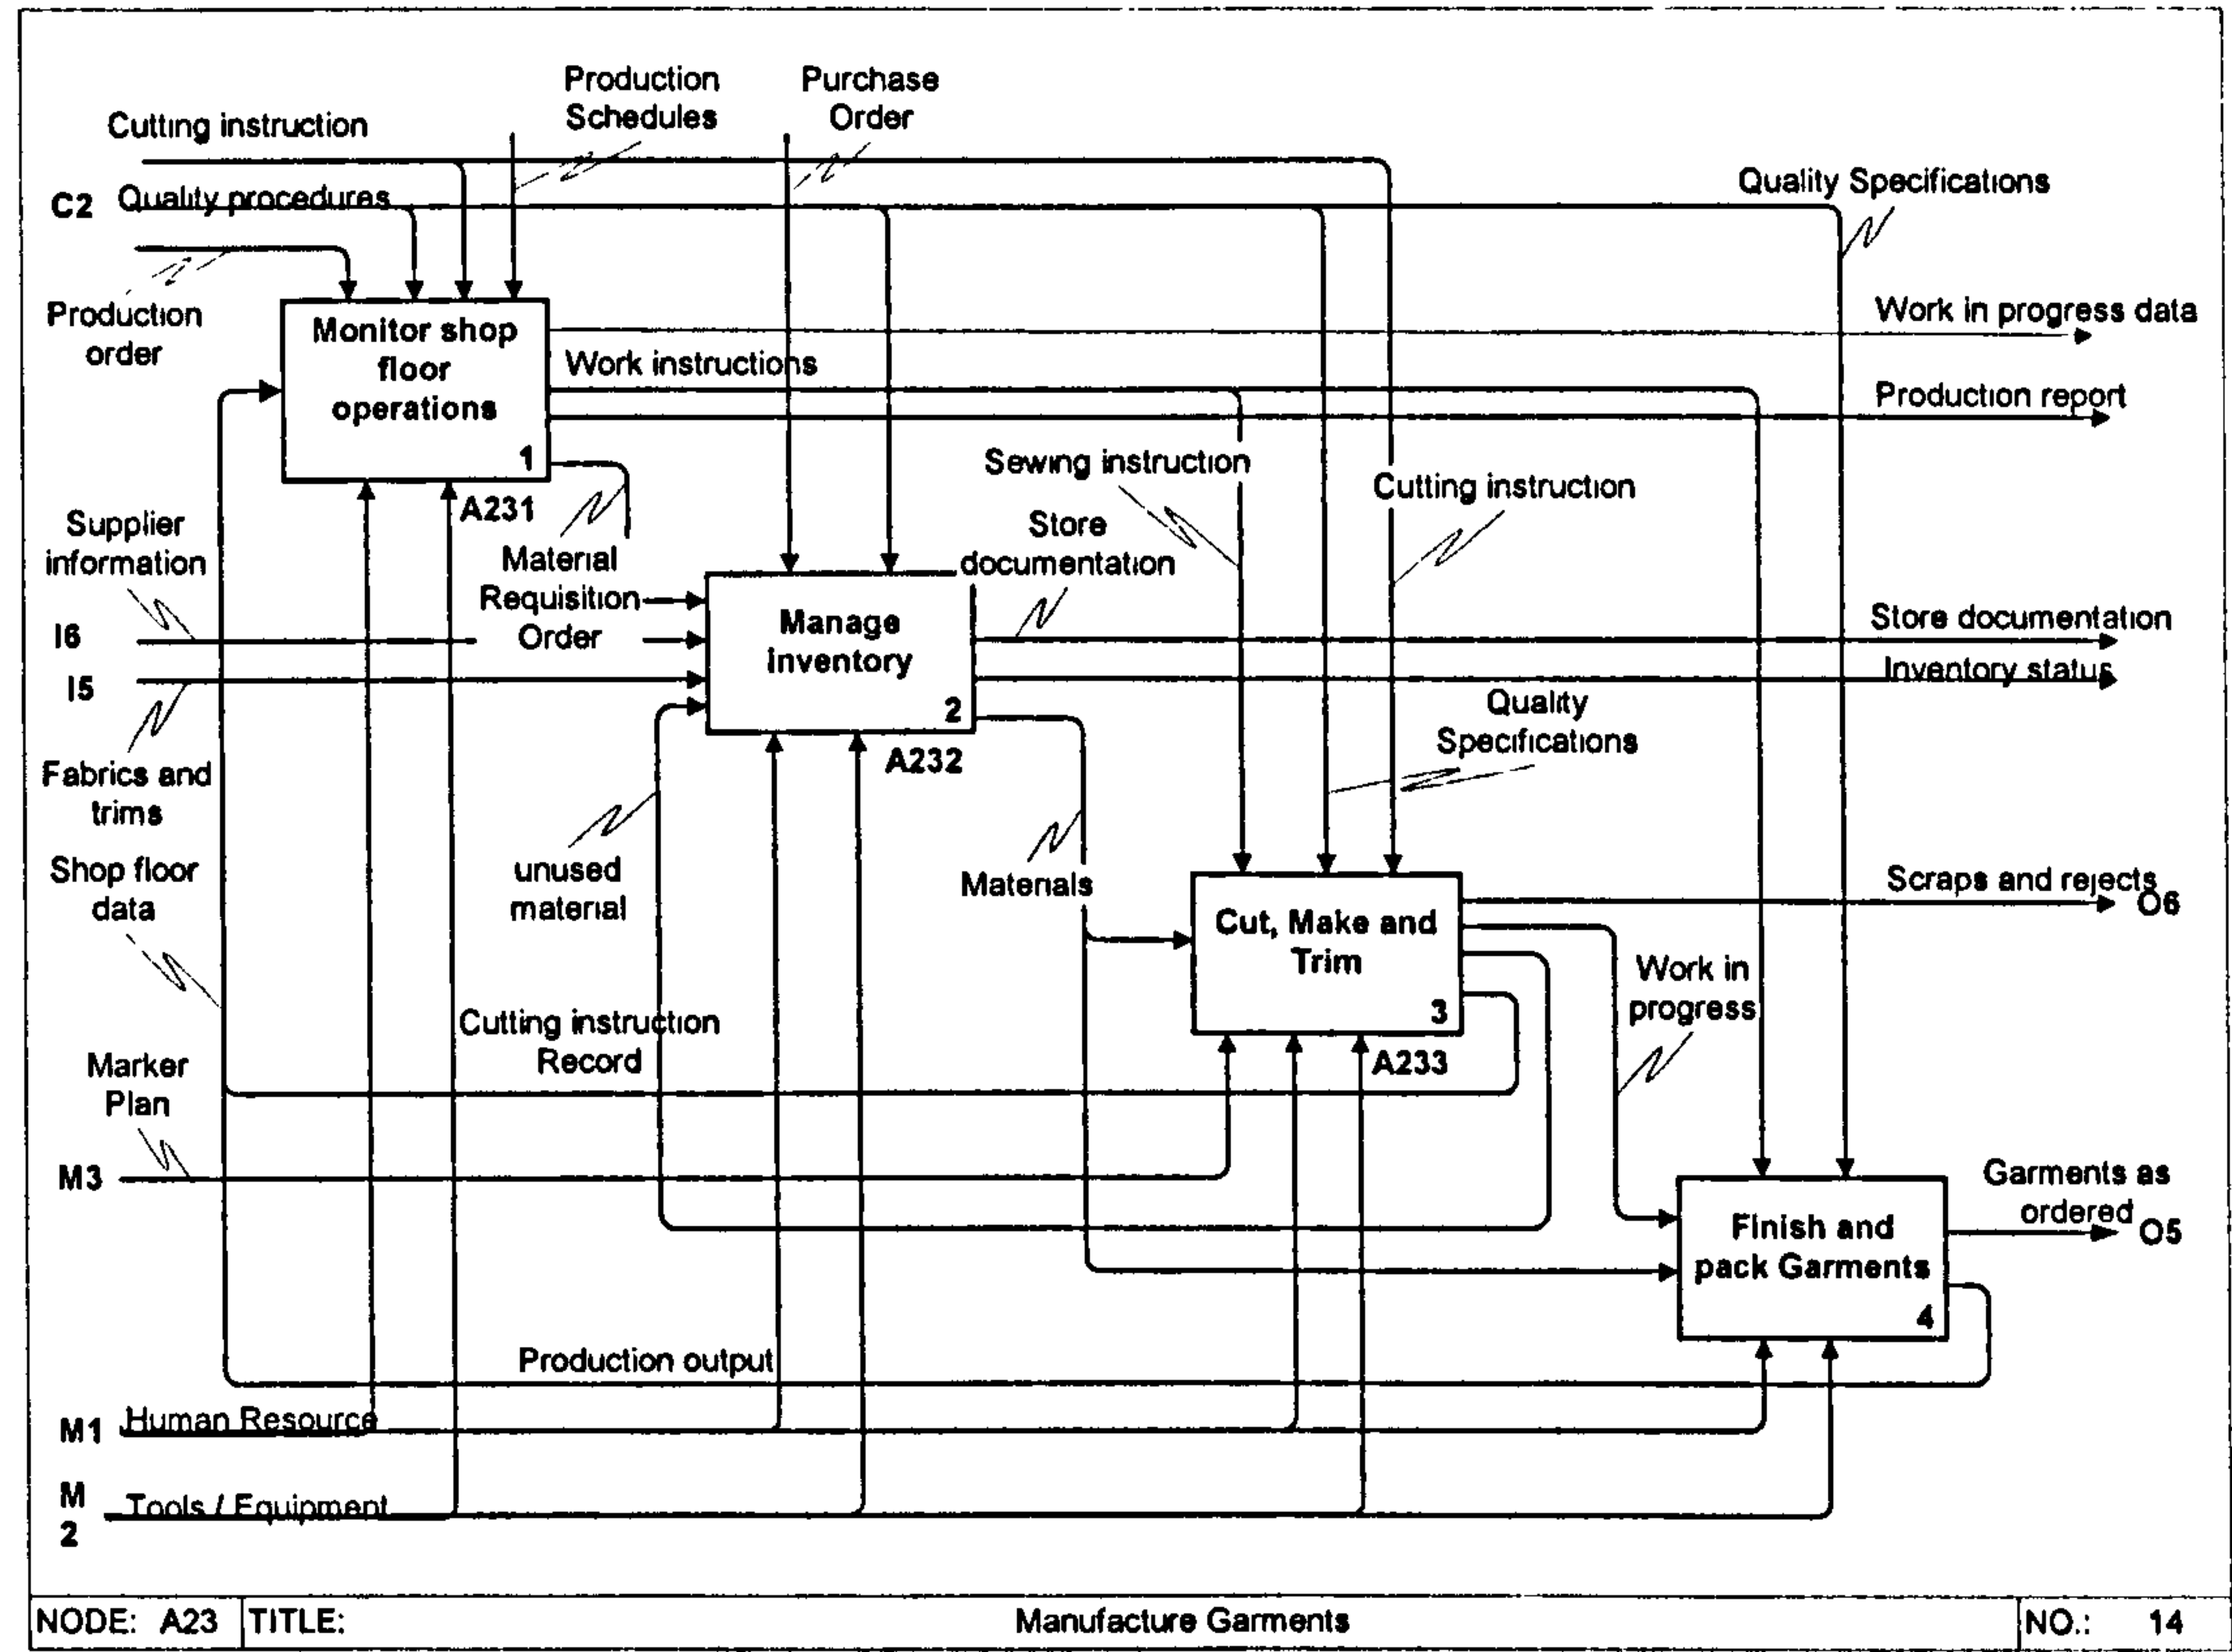 Production
Schedules
Purchase
Order
Cutting instruction
C2 Quality procedures
Quality Specifications
Production
order
Monitor shop
floor
operations
1
A231
Work in progress data
Work instructions
Production report
Sewing instruction
Cutting instruction
Supplier
information
I6
I5
Material
Requisition
Order
Store
documentation
Manage
Inventory
2
A232
Store documentation
Inventory status
Quality
Specifications
Fabrics and
trims
Shop floor
data
unused
material
Materials
Cut, Make and
Trim
3
A233
Scraps and rejects
O6
Work in
progress
Cutting instruction
Record
Marker
Plan
M3
Finish and
pack Garments
4
Garments as
ordered O5
Production output
M1 Human Resource
M
2
Tools / Equipment
NODE: A23 TITLE: Manufacture Garments NO.: 14